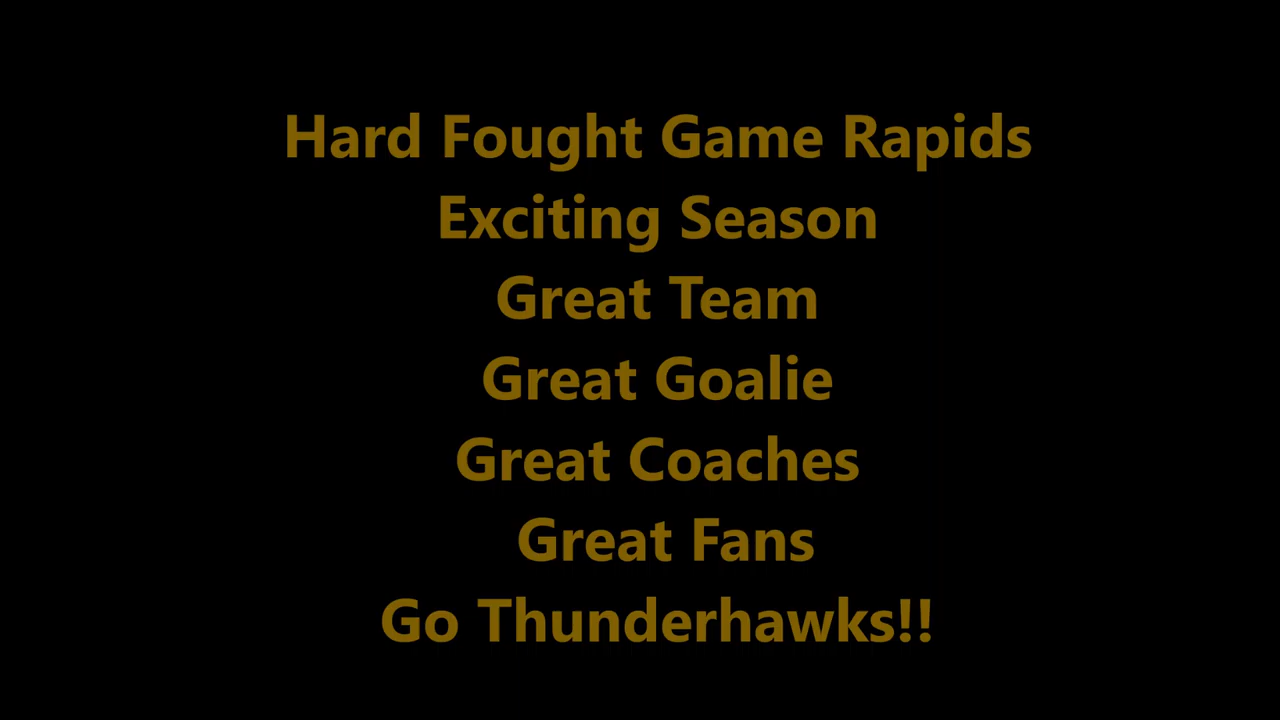 Hard Fought Game Rapids
Exciting Season
Great Team
Great Goalie
Great Coaches
Great Fans
Go Thunderhawks!!